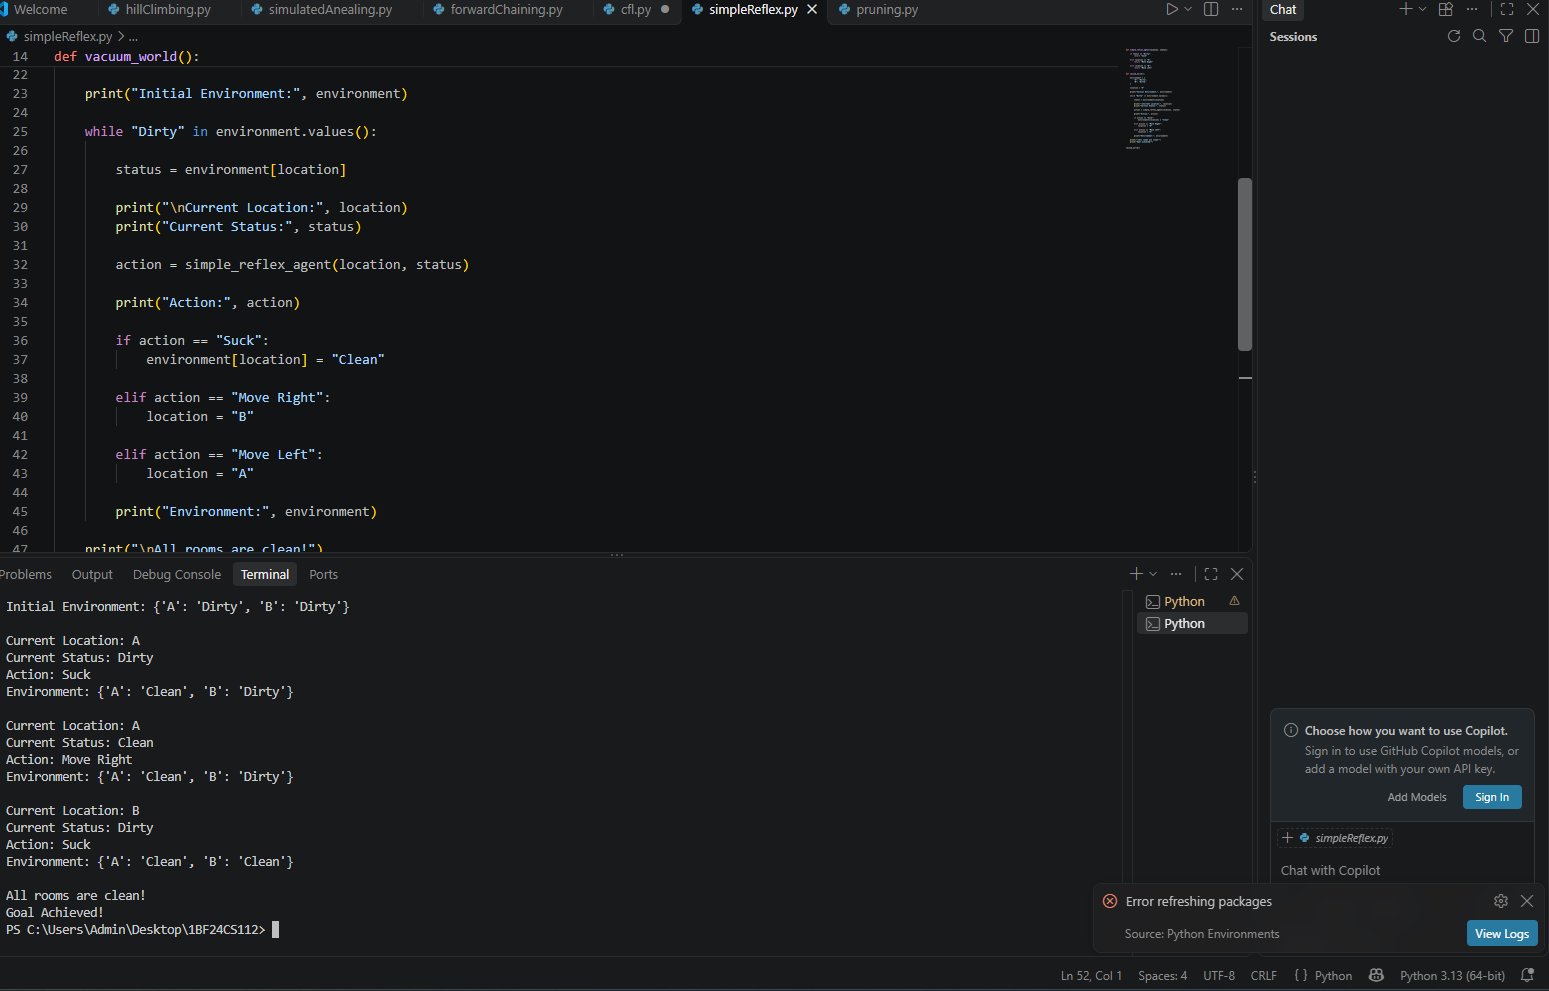 Welcome
hillClimbing.py
simulatedAnealing.py
forwardChaining.py
cfl.py
simpleReflex.py
pruning.py
simpleReflex.py > ...
14 def vacuum_world():
22
23 print("Initial Environment:", environment)
24
25 while "Dirty" in environment.values():
26
27 status = environment[location]
28
29 print("\nCurrent Location:", location)
30 print("Current Status:", status)
31
32 action = simple_reflex_agent(location, status)
33
34 print("Action:", action)
35
36 if action == "Suck":
37 environment[location] = "Clean"
38
39 elif action == "Move Right":
40 location = "B"
41
42 elif action == "Move Left":
43 location = "A"
44
45 print("Environment:", environment)
46
47 print("\nAll rooms are clean!")
Problems Output Debug Console Terminal Ports
Initial Environment: {'A': 'Dirty', 'B': 'Dirty'}
Current Location: A
Current Status: Dirty
Action: Suck
Environment: {'A': 'Clean', 'B': 'Dirty'}
Current Location: A
Current Status: Clean
Action: Move Right
Environment: {'A': 'Clean', 'B': 'Dirty'}
Current Location: B
Current Status: Dirty
Action: Suck
Environment: {'A': 'Clean', 'B': 'Clean'}
All rooms are clean!
Goal Achieved!
PS C:\Users\Admin\Desktop\1BF24CS112>
Python
Python
Chat
Sessions
Choose how you want to use Copilot.
Sign in to use GitHub Copilot models, or
add a model with your own API key.
Add Models
Sign In
simpleReflex.py
Chat with Copilot
Error refreshing packages
Source: Python Environments
View Logs
Ln 52, Col 1 Spaces: 4 UTF-8 CRLF {} Python Python 3.13 (64-bit)